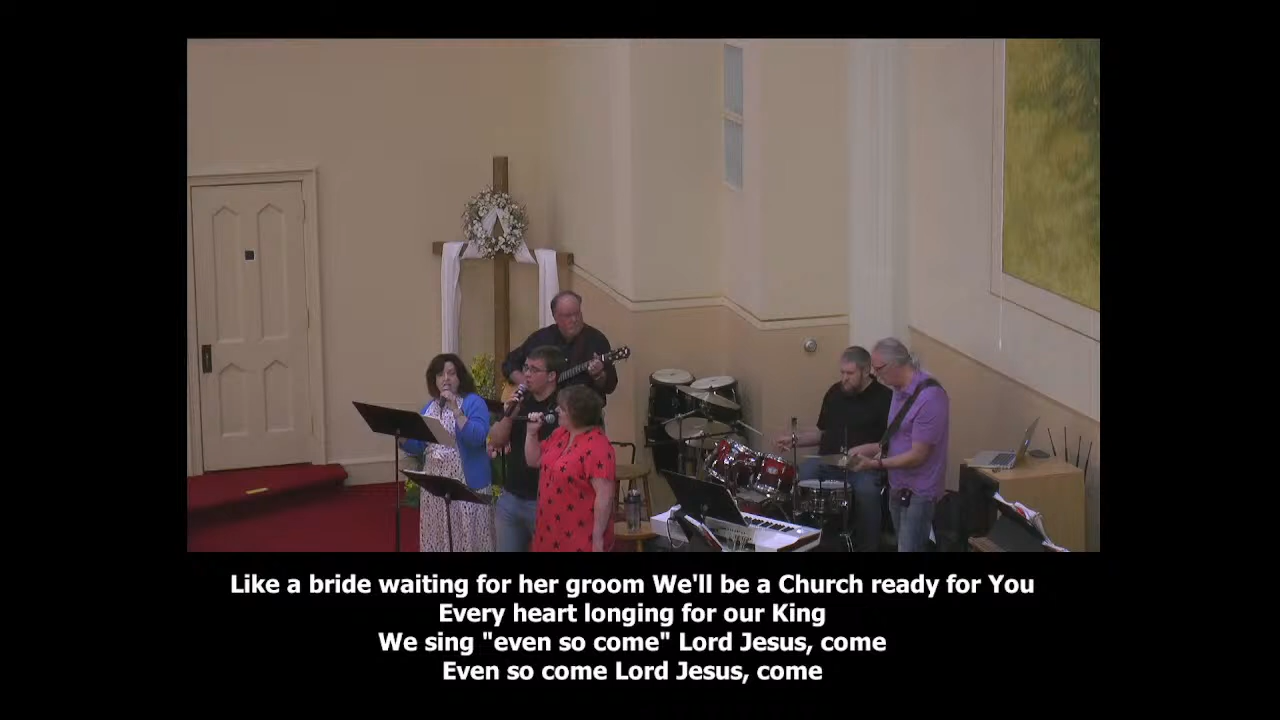 Like a bride waiting for her groom We'll be a Church ready for You
Every heart longing for our King
We sing "even so come" Lord Jesus, come
Even so come Lord Jesus, come